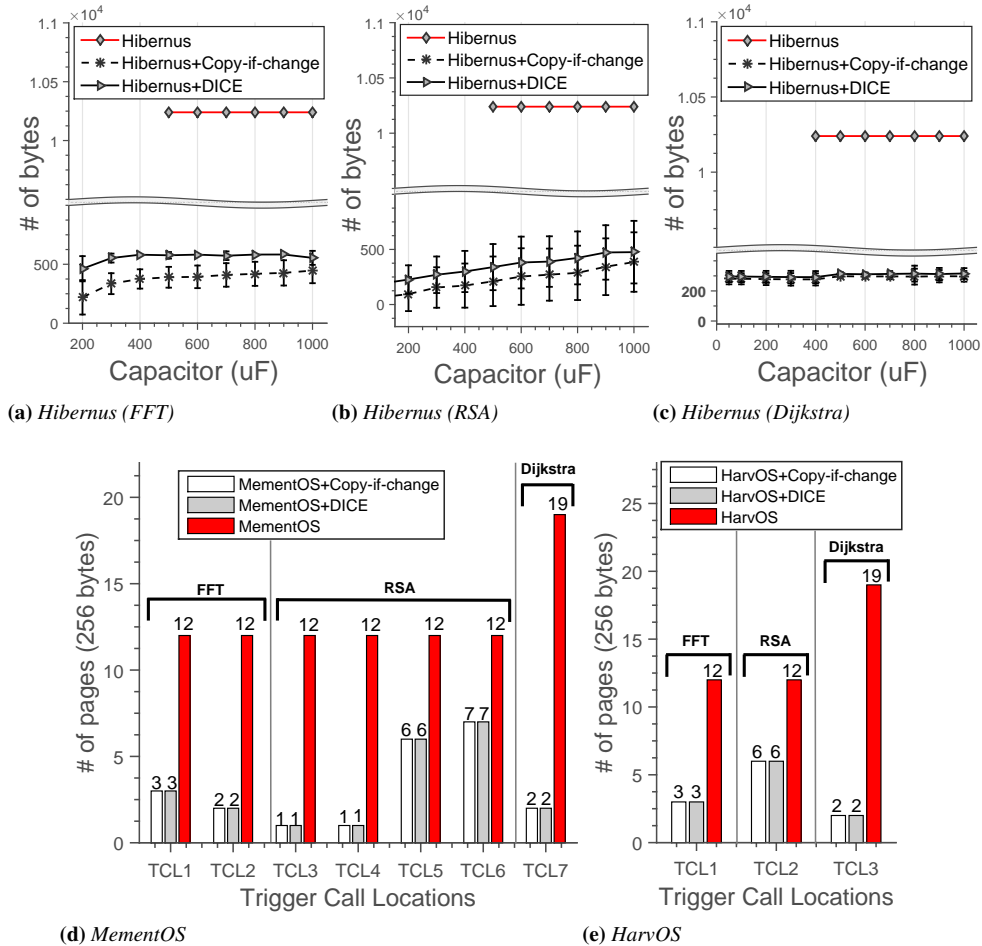 ×10⁴
1.1
1.05
1
500
0
# of bytes
Hibernus
Hibernus+Copy-if-change
Hibernus+DICE
200 400 600 800 1000
Capacitor (uF)
(a) Hibernus (FFT)
×10⁴
1.1
1.05
1
500
0
# of bytes
Hibernus
Hibernus+Copy-if-change
Hibernus+DICE
200 400 600 800 1000
Capacitor (uF)
(b) Hibernus (RSA)
×10⁴
1.1
1.05
1
200
0
# of bytes
Hibernus
Hibernus+Copy-if-change
Hibernus+DICE
0 200 400 600 800 1000
Capacitor (uF)
(c) Hibernus (Dijkstra)
MementOS+Copy-if-change
MementOS+DICE
MementOS
Dijkstra
FFT
RSA
20
15
10
5
0
# of pages (256 bytes)
3 3 12
2 2 12
1 1 12
1 1 12
6 6 12
7 7 12
2 2 19
TCL1 TCL2 TCL3 TCL4 TCL5 TCL6 TCL7
Trigger Call Locations
(d) MementOS
HarvOS+Copy-if-change
HarvOS+DICE
HarvOS
Dijkstra
FFT
RSA
25
20
15
10
5
0
# of pages (256 bytes)
3 3 12
6 6 12
2 2 19
TCL1 TCL2 TCL3
Trigger Call Locations
(e) HarvOS